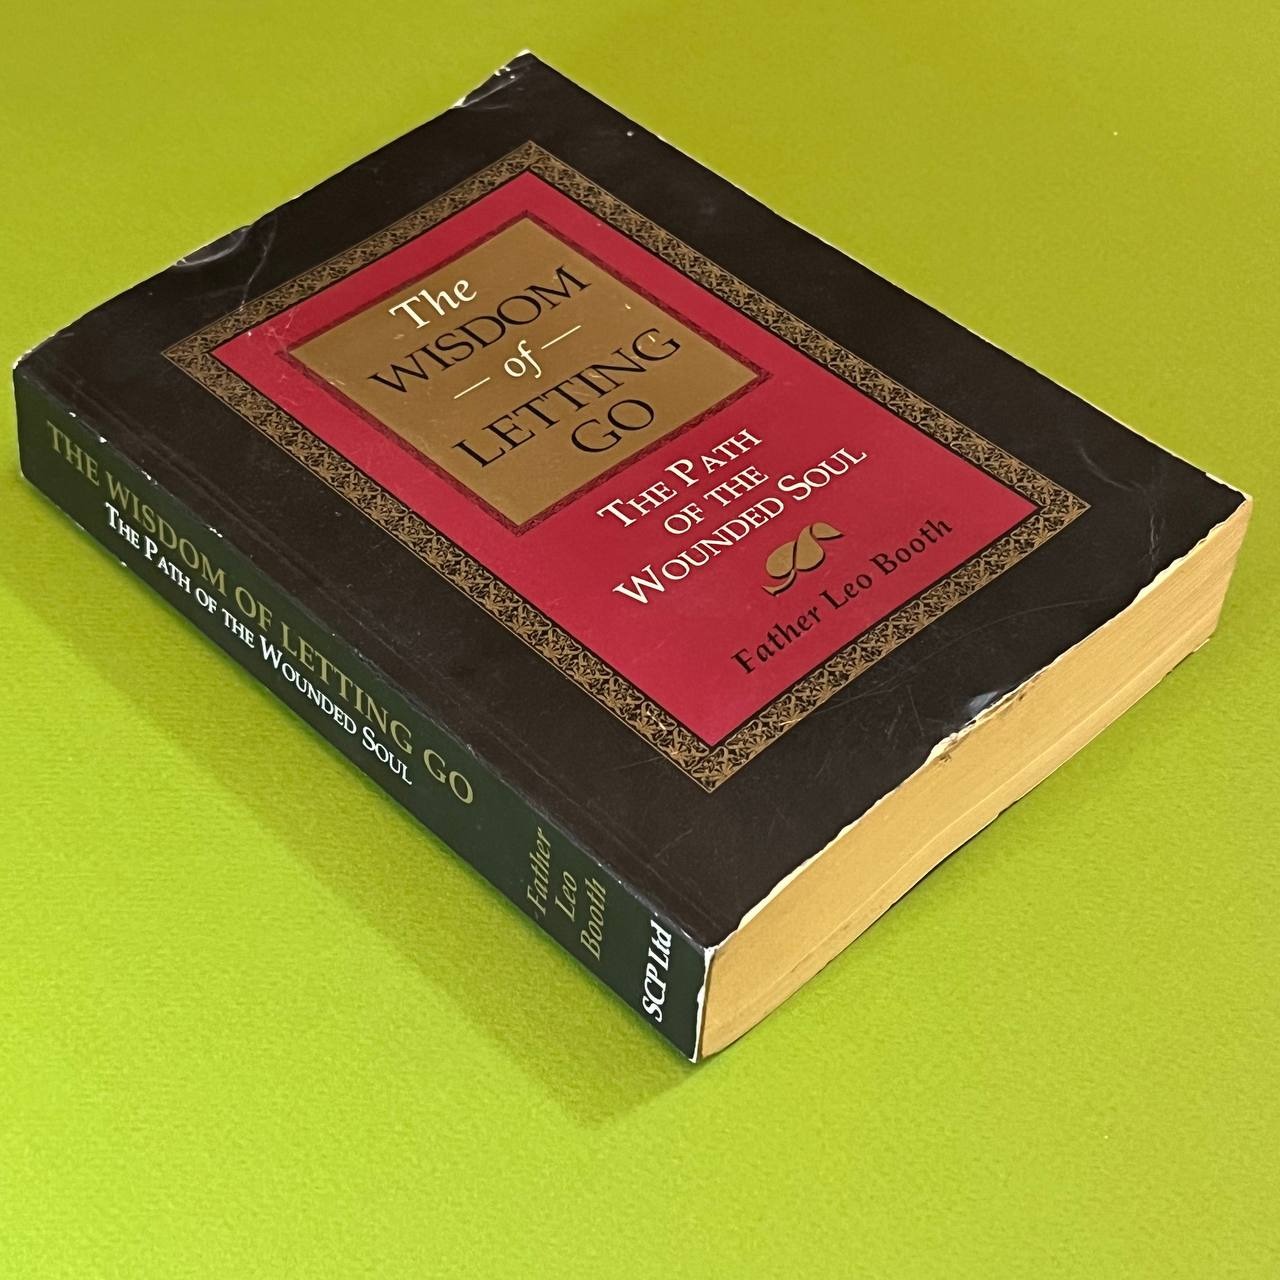 The
WISDOM
of
LETTING
GO
THE PATH
OF THE
WOUNDED SOUL
Father Leo Booth
THE WISDOM OF LETTING GO
THE PATH OF THE WOUNDED SOUL
Father
Leo
Booth
SCP Ltd